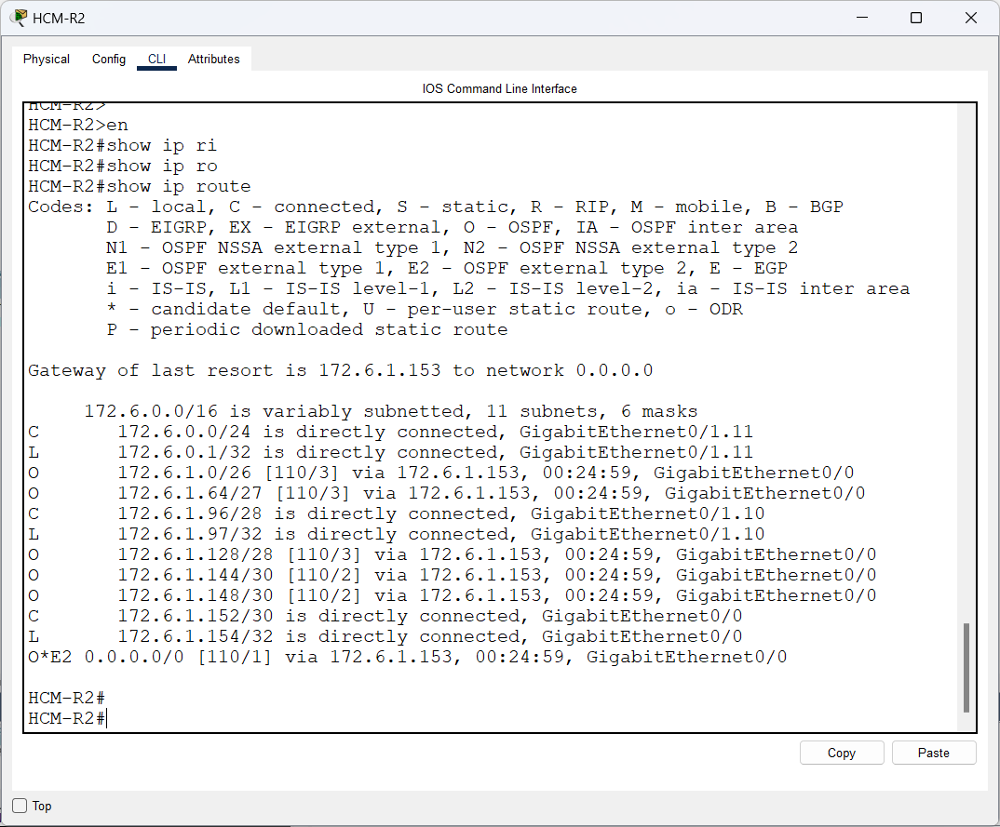 HCM-R2
Physical Config CLI Attributes
IOS Command Line Interface
HCM-R2>
HCM-R2>en
HCM-R2#show ip ri
HCM-R2#show ip ro
HCM-R2#show ip route
Codes: L - local, C - connected, S - static, R - RIP, M - mobile, B - BGP
D - EIGRP, EX - EIGRP external, O - OSPF, IA - OSPF inter area
N1 - OSPF NSSA external type 1, N2 - OSPF NSSA external type 2
E1 - OSPF external type 1, E2 - OSPF external type 2, E - EGP
i - IS-IS, L1 - IS-IS level-1, L2 - IS-IS level-2, ia - IS-IS inter area
* - candidate default, U - per-user static route, o - ODR
P - periodic downloaded static route
Gateway of last resort is 172.6.1.153 to network 0.0.0.0
172.6.0.0/16 is variably subnetted, 11 subnets, 6 masks
C 172.6.0.0/24 is directly connected, GigabitEthernet0/1.11
L 172.6.0.1/32 is directly connected, GigabitEthernet0/1.11
O 172.6.1.0/26 [110/3] via 172.6.1.153, 00:24:59, GigabitEthernet0/0
O 172.6.1.64/27 [110/3] via 172.6.1.153, 00:24:59, GigabitEthernet0/0
C 172.6.1.96/28 is directly connected, GigabitEthernet0/1.10
L 172.6.1.97/32 is directly connected, GigabitEthernet0/1.10
O 172.6.1.128/28 [110/3] via 172.6.1.153, 00:24:59, GigabitEthernet0/0
O 172.6.1.144/30 [110/2] via 172.6.1.153, 00:24:59, GigabitEthernet0/0
O 172.6.1.148/30 [110/2] via 172.6.1.153, 00:24:59, GigabitEthernet0/0
C 172.6.1.152/30 is directly connected, GigabitEthernet0/0
L 172.6.1.154/32 is directly connected, GigabitEthernet0/0
O*E2 0.0.0.0/0 [110/1] via 172.6.1.153, 00:24:59, GigabitEthernet0/0
HCM-R2#
HCM-R2#
Copy Paste
Top